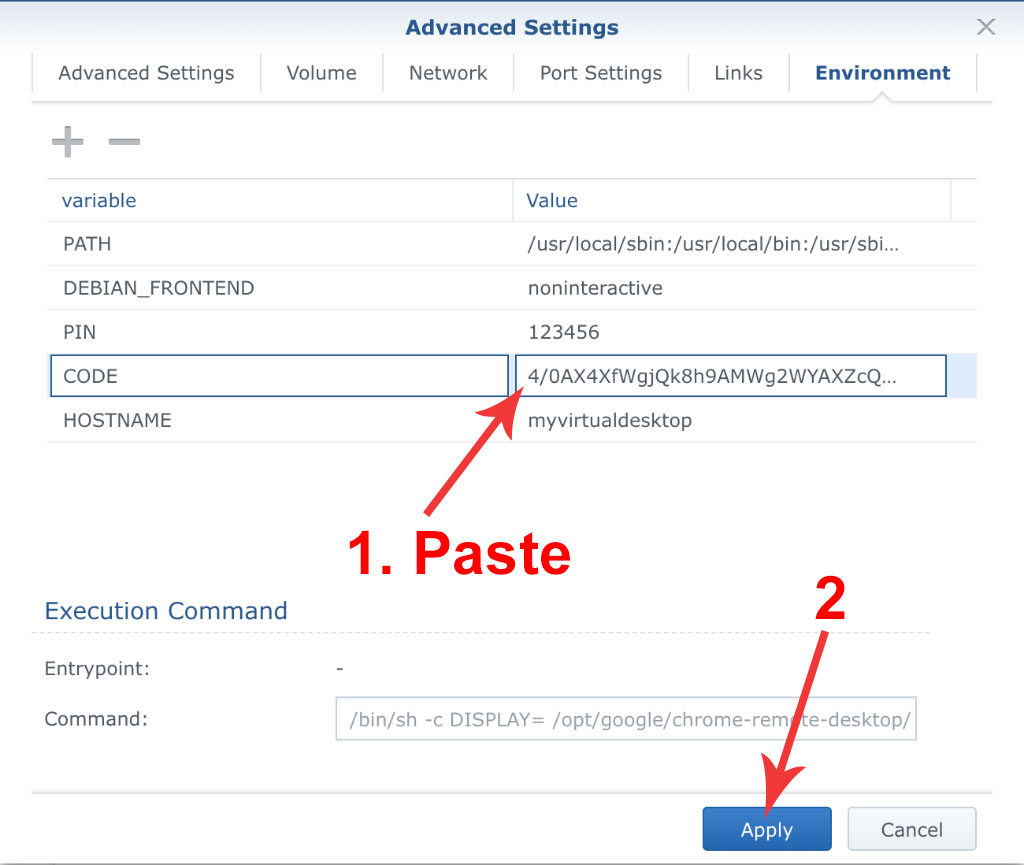 Advanced Settings
Advanced Settings Volume Network Port Settings Links Environment
variable Value
PATH /usr/local/sbin:/usr/local/bin:/usr/sbi...
DEBIAN_FRONTEND noninteractive
PIN 123456
CODE 4/0AX4XfWgjQk8h9AMWg2WYAXZcQ...
HOSTNAME myvirtualdesktop
1. Paste
2
Execution Command
Entrypoint: -
Command: /bin/sh -c DISPLAY= /opt/google/chrome-remote-desktop/
Apply Cancel